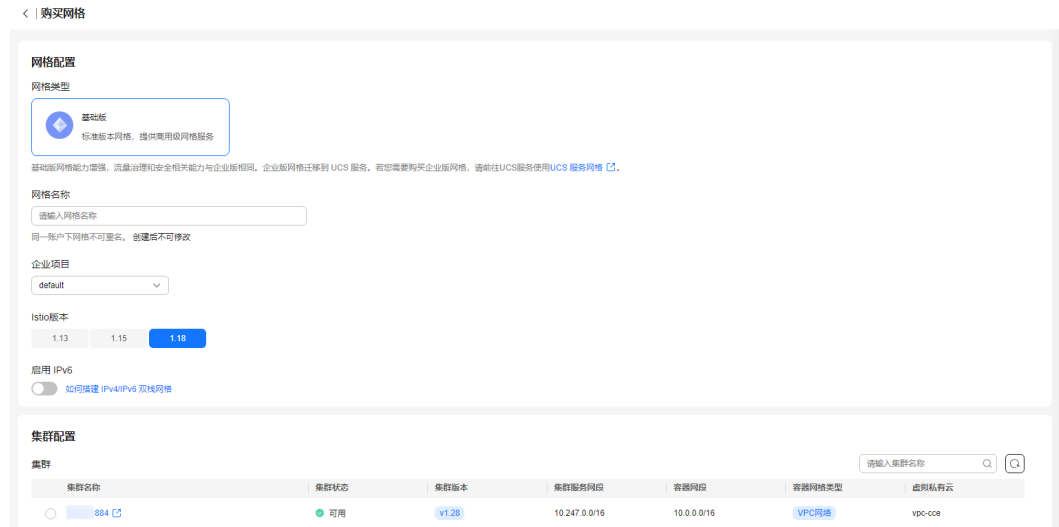 购买网格
网格配置
网格类型
基础版
标准版本网格，提供商用级网格服务
基础版网格能力增强，流量治理和安全相关能力与企业版相同。企业版网格迁移到 UCS 服务，若您需要购买企业版网格，请前往UCS服务使用UCS 服务网格。
网格名称
请输入网格名称
同一账户下网格不可重名。 创建后不可修改
企业项目
default
Istio版本
1.13 1.15 1.18
启用 IPv6
如何搭建 IPv4/IPv6 双栈网格
集群配置
集群
请输入集群名称
集群名称 集群状态 集群版本 集群服务网段 容器网段 容器网络类型 虚拟私有云
884 可用 v1.28 10.247.0.0/16 10.0.0.0/16 VPC网络 vpc-cce